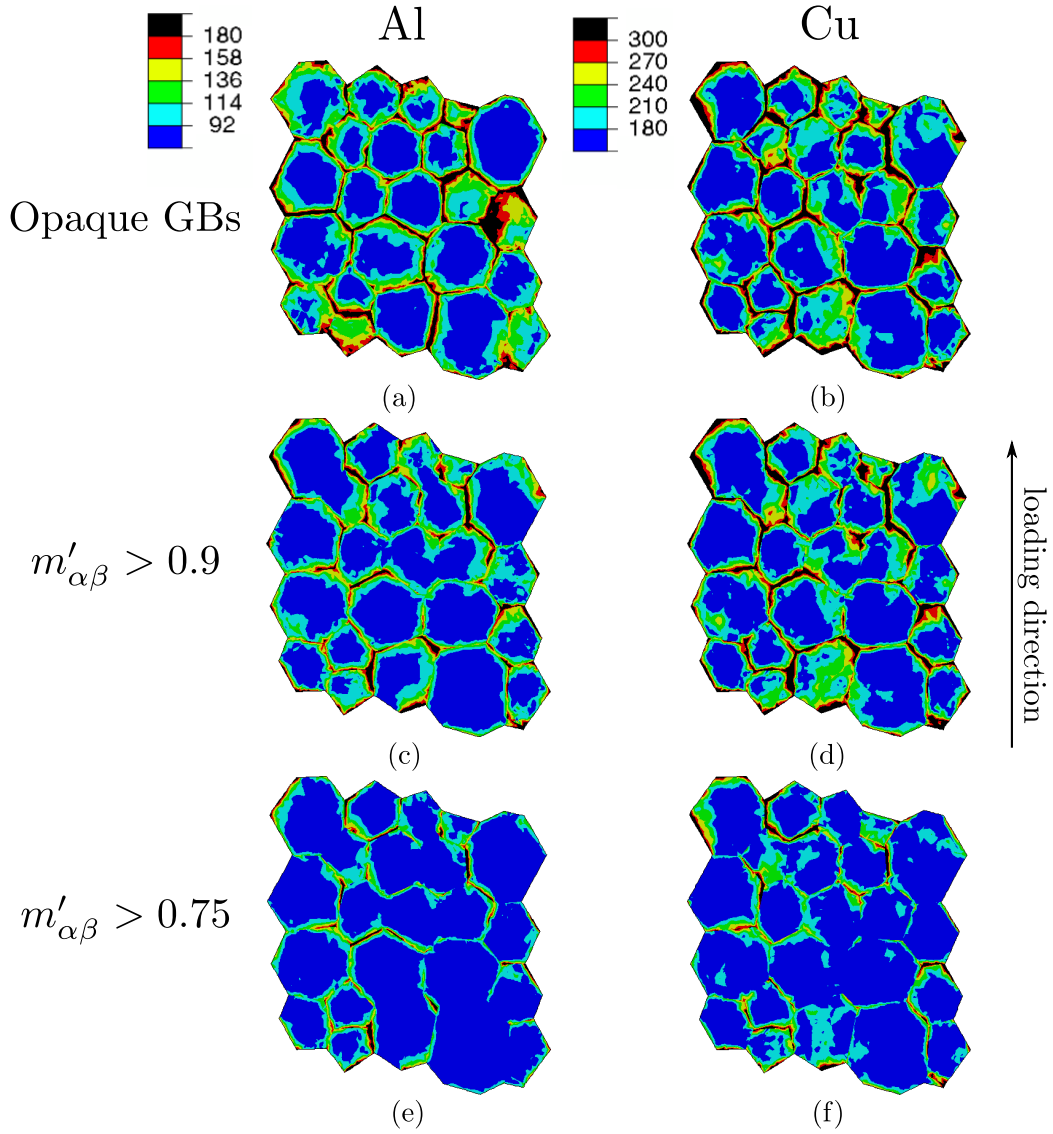 Al
Cu
180
158
136
114
92
300
270
240
210
180
Opaque GBs
(a)
(b)
m′αβ > 0.9
loading direction
(c)
(d)
m′αβ > 0.75
(e)
(f)